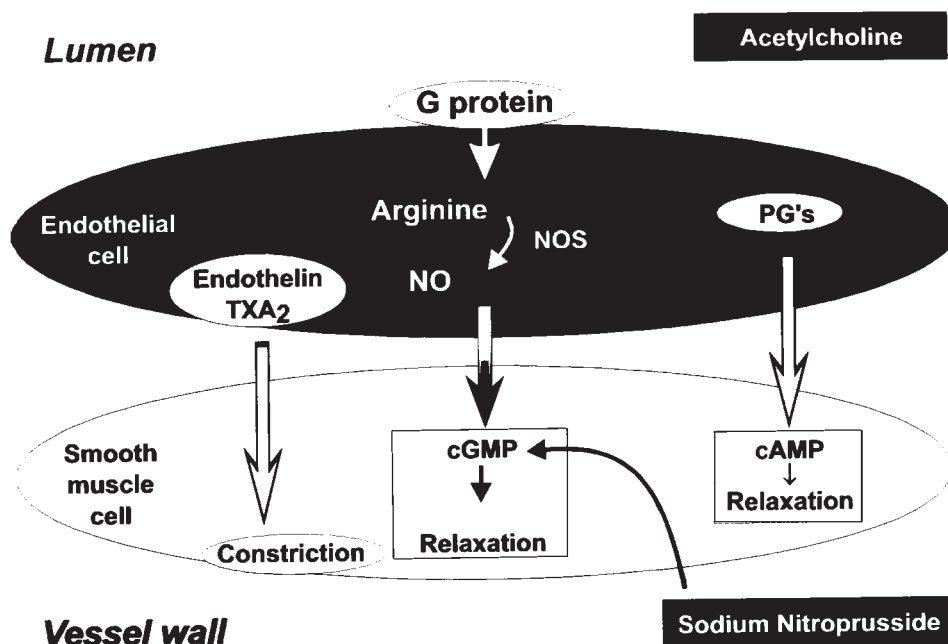 Lumen
Acetylcholine
G protein
Arginine
NOS
NO
PG's
Endothelial
cell
Endothelin
TXA2
cGMP
Relaxation
cAMP
Relaxation
Smooth
muscle
cell
Constriction
Vessel wall
Sodium Nitroprusside